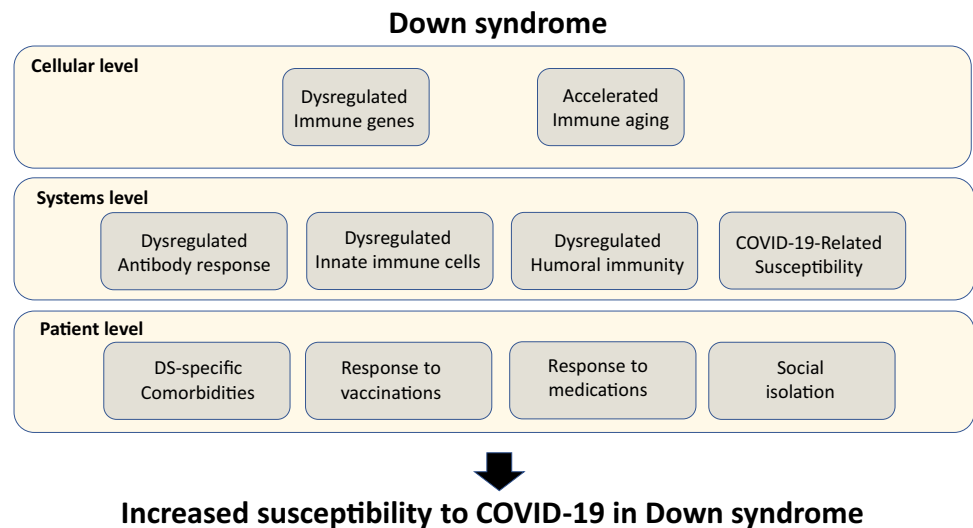 Down syndrome
Cellular level
Dysregulated
Immune genes
Accelerated
Immune aging
Systems level
Dysregulated
Antibody response
Dysregulated
Innate immune cells
Dysregulated
Humoral immunity
COVID-19-Related
Susceptibility
Patient level
DS-specific
Comorbidities
Response to
vaccinations
Response to
medications
Social
isolation
Increased susceptibility to COVID-19 in Down syndrome